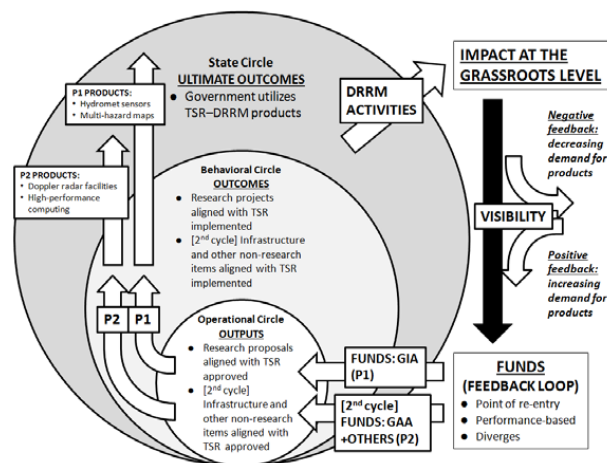 State Circle
ULTIMATE OUTCOMES
• Government utilizes
TSR–DRRM products
P1 PRODUCTS:
• Hydromet sensors
• Multi-hazard maps
P2 PRODUCTS:
• Doppler radar facilities
• High-performance
computing
DRRM
ACTIVITIES
IMPACT AT THE
GRASSROOTS LEVEL
Negative
feedback:
decreasing
demand for
products
VISIBILITY
Positive
feedback:
increasing
demand for
products
Behavioral Circle
OUTCOMES
• Research projects
aligned with TSR
implemented
• [2nd cycle] Infrastructure
and other non-research
items aligned with TSR
implemented
P2
P1
Operational Circle
OUTPUTS
• Research proposals
aligned with TSR
approved
• [2nd cycle]
Infrastructure and
other non-research
items aligned with
TSR approved
FUNDS: GIA
(P1)
[2nd cycle]
FUNDS: GAA
+OTHERS (P2)
FUNDS
(FEEDBACK LOOP)
• Point of re-entry
• Performance-based
• Diverges